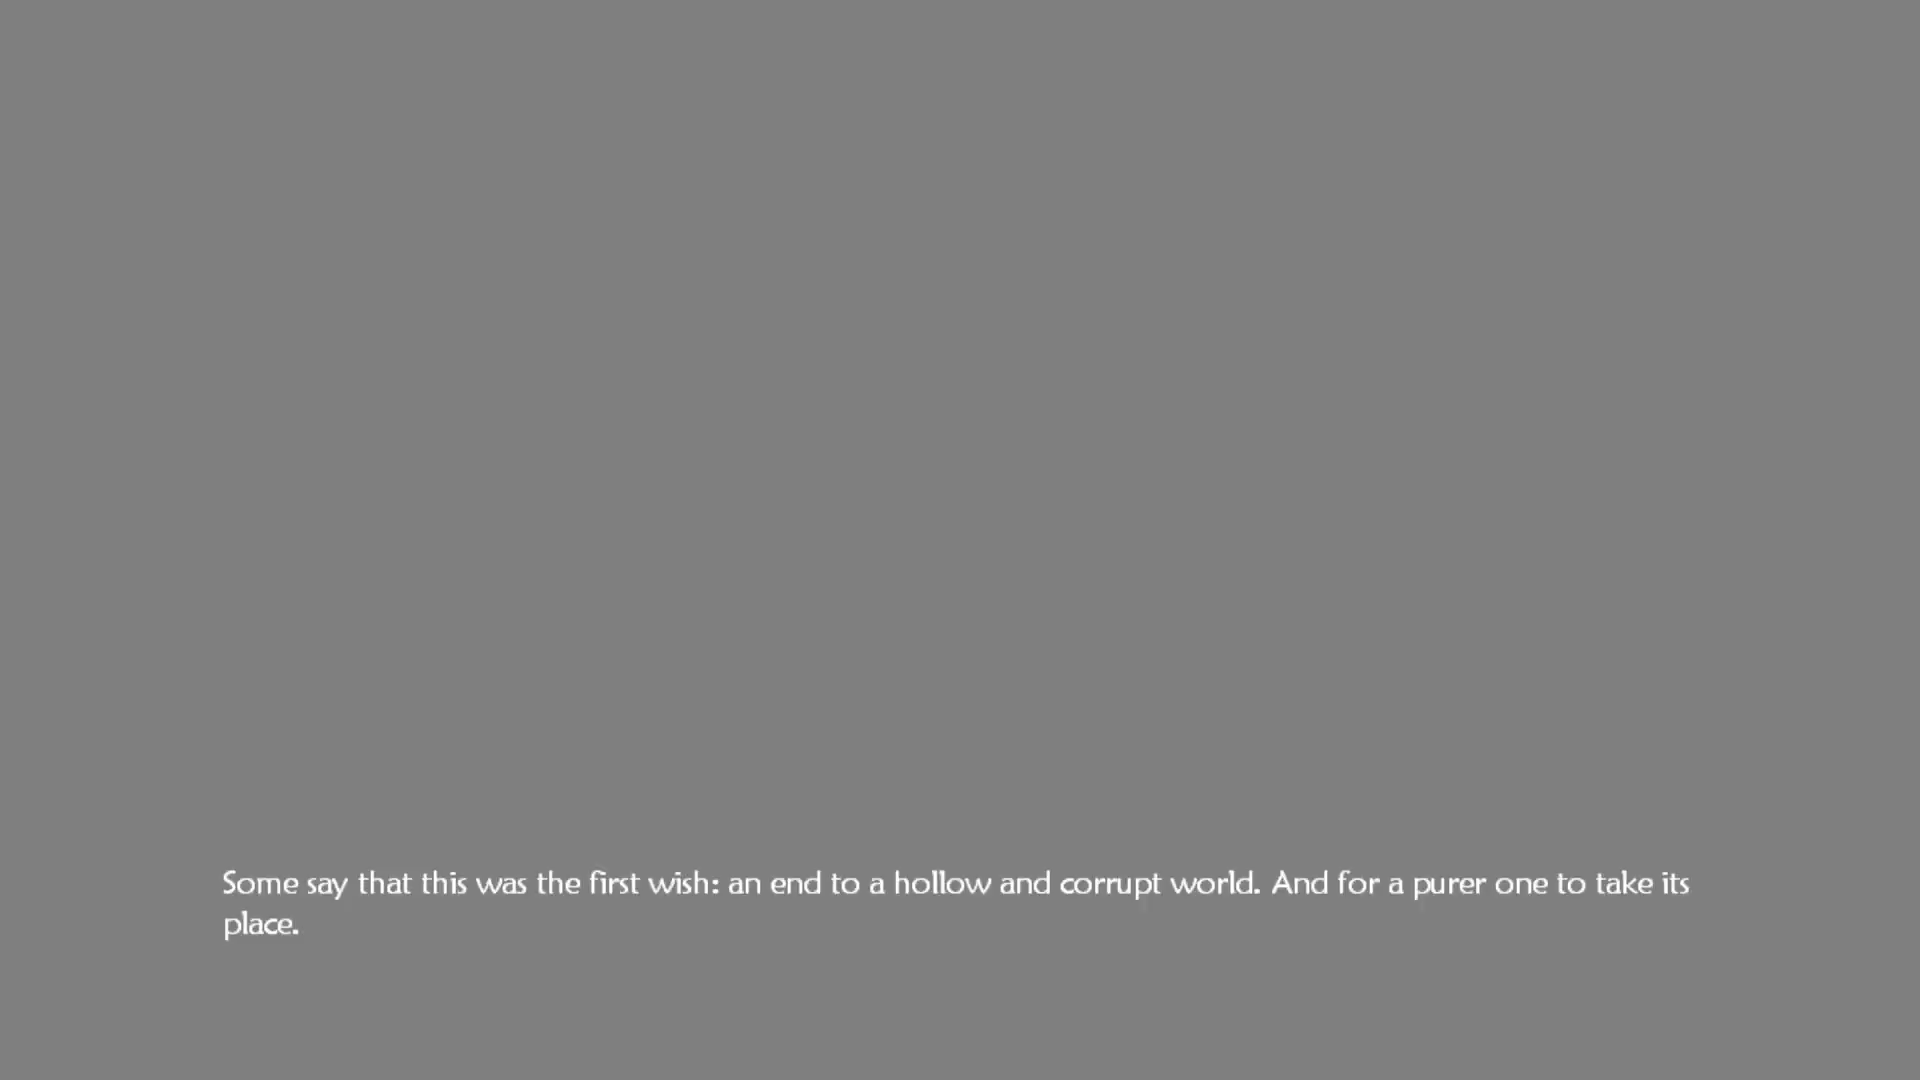 Some say that this was the first wish: an end to a hollow and corrupt world. And for a purer one to take its
place.